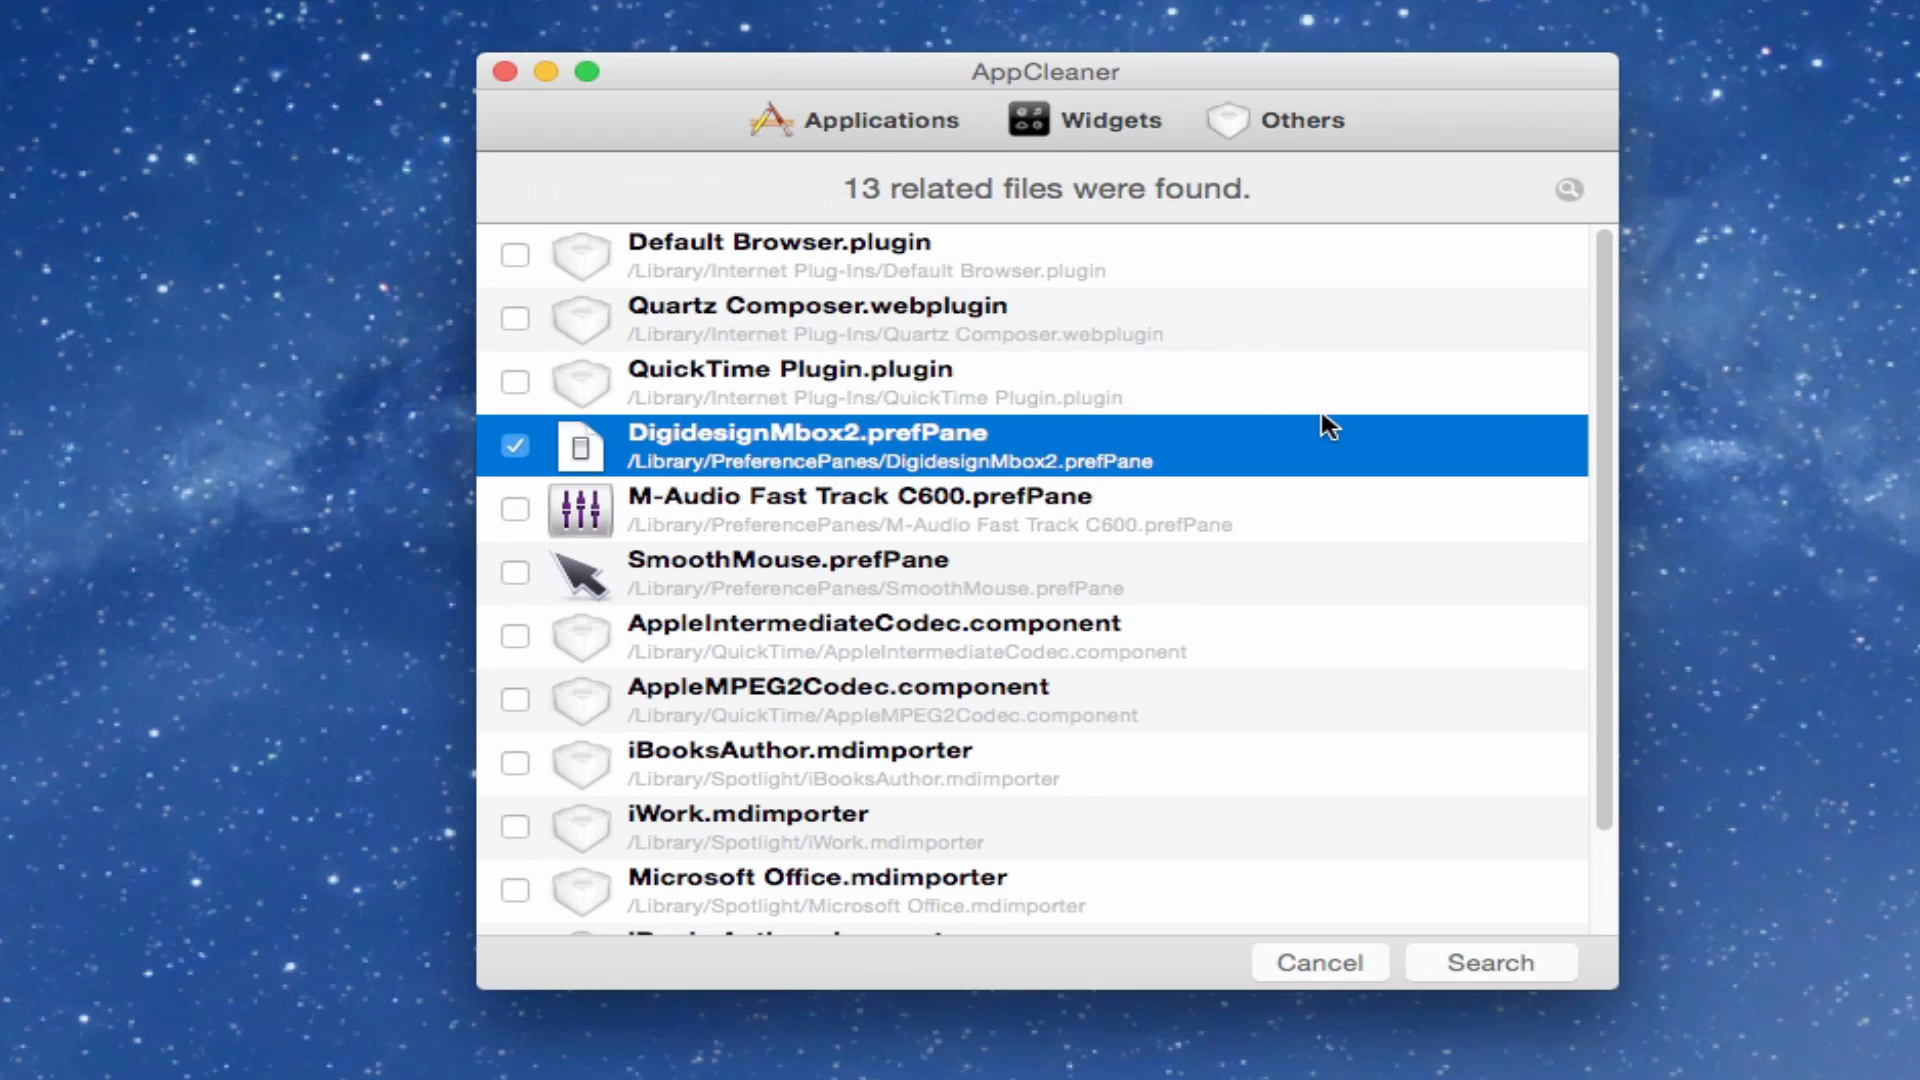 AppCleaner
Applications Widgets Others
13 related files were found.
Default Browser.plugin
/Library/Internet Plug-Ins/Default Browser.plugin
Quartz Composer.webplugin
/Library/Internet Plug-Ins/Quartz Composer.webplugin
QuickTime Plugin.plugin
/Library/Internet Plug-Ins/QuickTime Plugin.plugin
DigidesignMbox2.prefPane
/Library/PreferencePanes/DigidesignMbox2.prefPane
M-Audio Fast Track C600.prefPane
/Library/PreferencePanes/M-Audio Fast Track C600.prefPane
SmoothMouse.prefPane
/Library/PreferencePanes/SmoothMouse.prefPane
AppleIntermediateCodec.component
/Library/QuickTime/AppleIntermediateCodec.component
AppleMPEG2Codec.component
/Library/QuickTime/AppleMPEG2Codec.component
iBooksAuthor.mdimporter
/Library/Spotlight/iBooksAuthor.mdimporter
iWork.mdimporter
/Library/Spotlight/iWork.mdimporter
Microsoft Office.mdimporter
/Library/Spotlight/Microsoft Office.mdimporter
Cancel Search